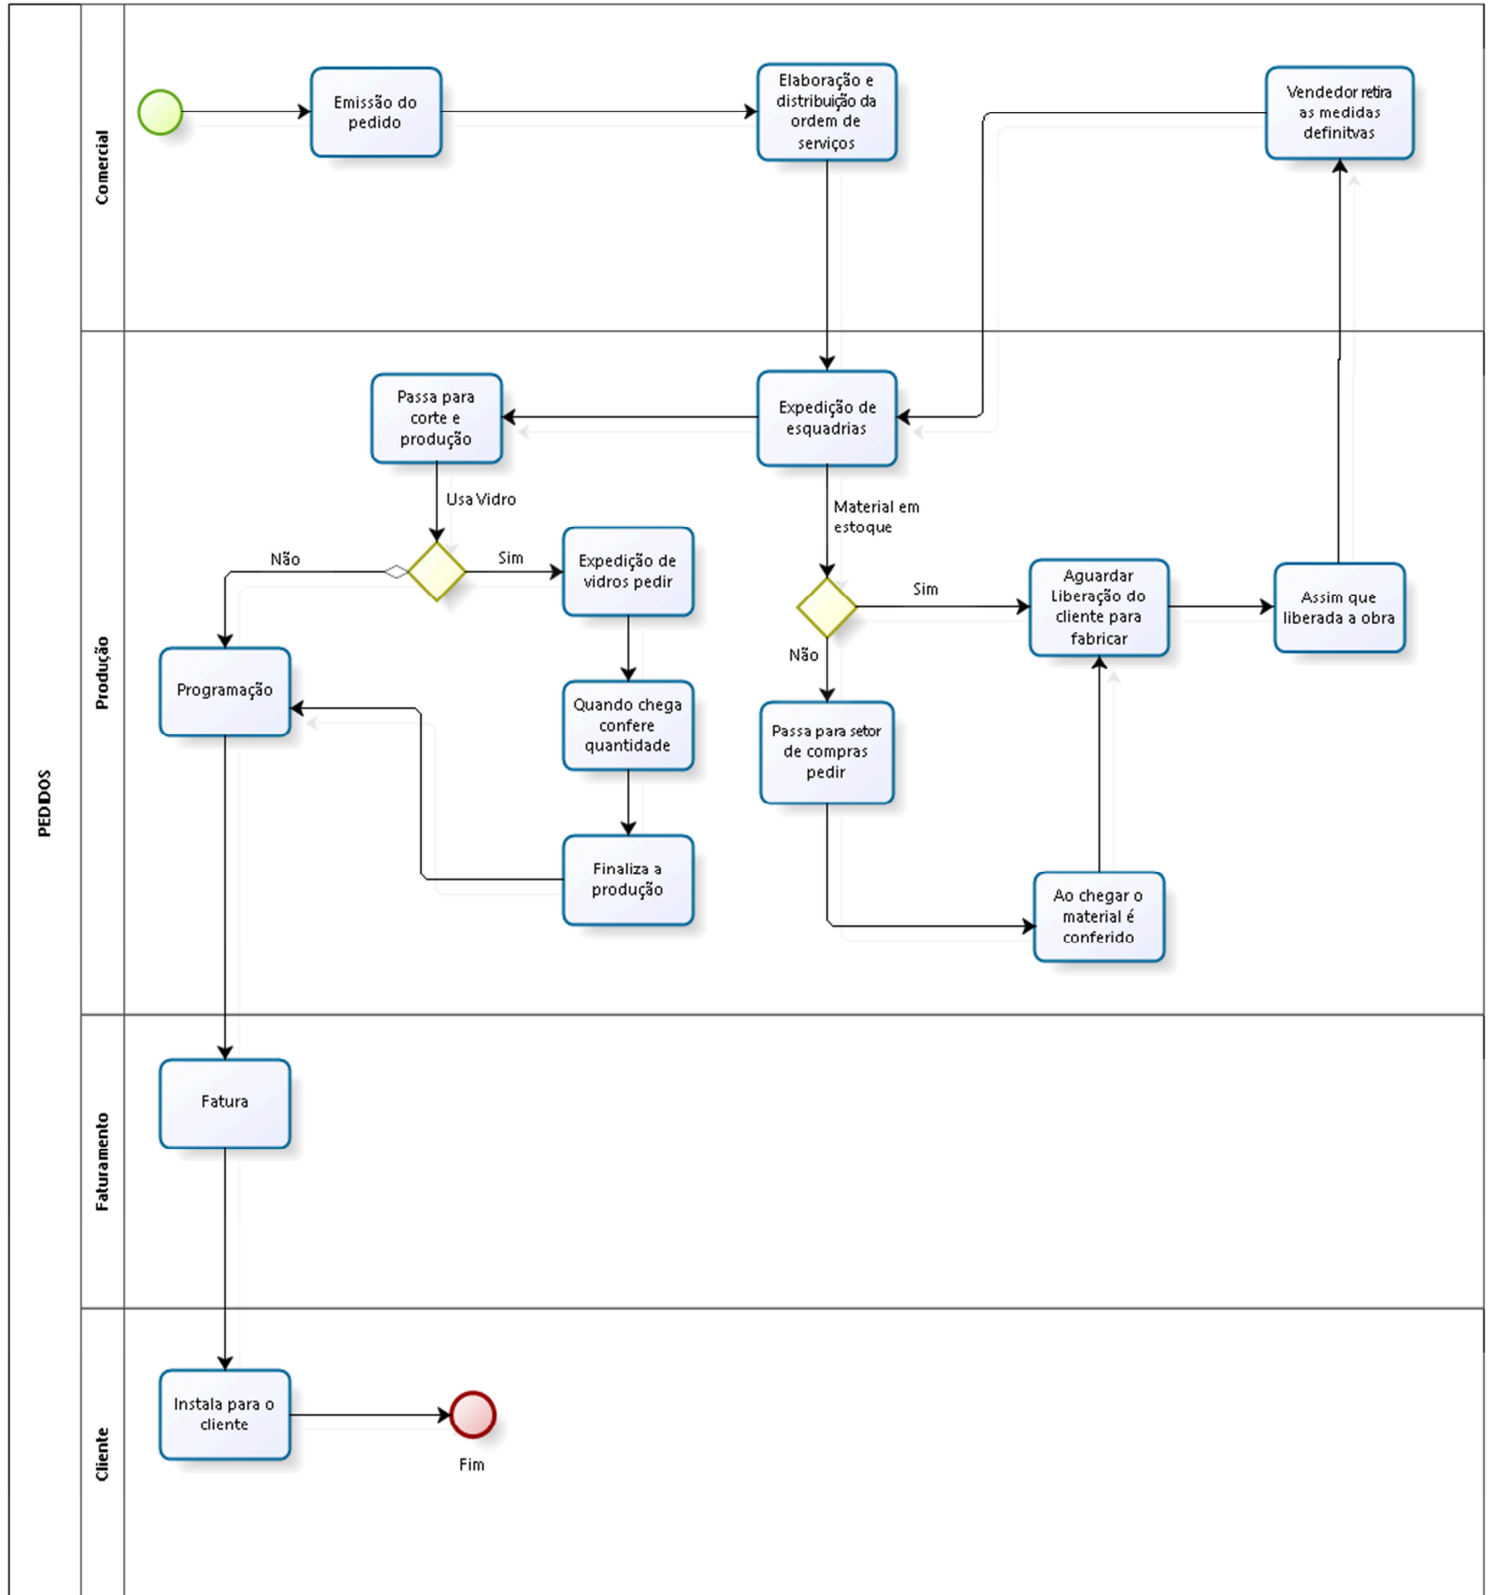 PEDIDOS
Comercial
Emissão do
pedido
Elaboração e
distribuição da
ordem de
serviços
Vendedor retira
as medidas
definitvas
Produção
Passa para
corte e
produção
Expedição de
esquadrias
Usa Vidro
Material em
estoque
Não
Sim
Expedição de
vidros pedir
Sim
Aguardar
Liberação do
cliente para
fabricar
Assim que
liberada a obra
Não
Programação
Quando chega
confere
quantidade
Passa para setor
de compras
pedir
Finaliza a
produção
Ao chegar o
material é
conferido
Faturamento
Fatura
Cliente
Instala para o
cliente
Fim